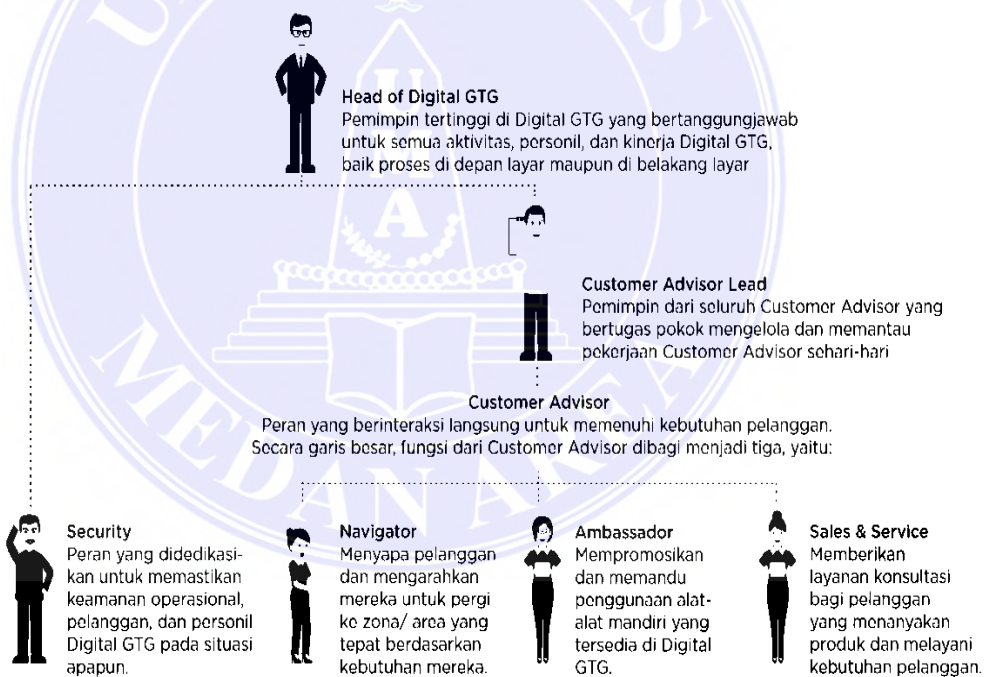 Head of Digital GTG
Pemimpin tertinggi di Digital GTG yang bertanggungjawab
untuk semua aktivitas, personil, dan kinerja Digital GTG,
baik proses di depan layar maupun di belakang layar
Customer Advisor Lead
Pemimpin dari seluruh Customer Advisor yang
bertugas pokok mengelola dan memantau
pekerjaan Customer Advisor sehari-hari
Customer Advisor
Peran yang berinteraksi langsung untuk memenuhi kebutuhan pelanggan.
Secara garis besar, fungsi dari Customer Advisor dibagi menjadi tiga, yaitu:
Security
Peran yang didedikasi-
kan untuk memastikan
keamanan operasional,
pelanggan, dan personil
Digital GTG pada situasi
apapun.
Navigator
Menyapa pelanggan
dan mengarahkan
mereka untuk pergi
ke zona/ area yang
tepat berdasarkan
kebutuhan mereka.
Ambassador
Mempromosikan
dan memandu
penggunaan alat-
alat mandiri yang
tersedia di Digital
GTG.
Sales & Service
Memberikan
layanan konsultasi
bagi pelanggan
yang menanyakan
produk dan melayani
kebutuhan pelanggan.
UMA
MEDAN AREA